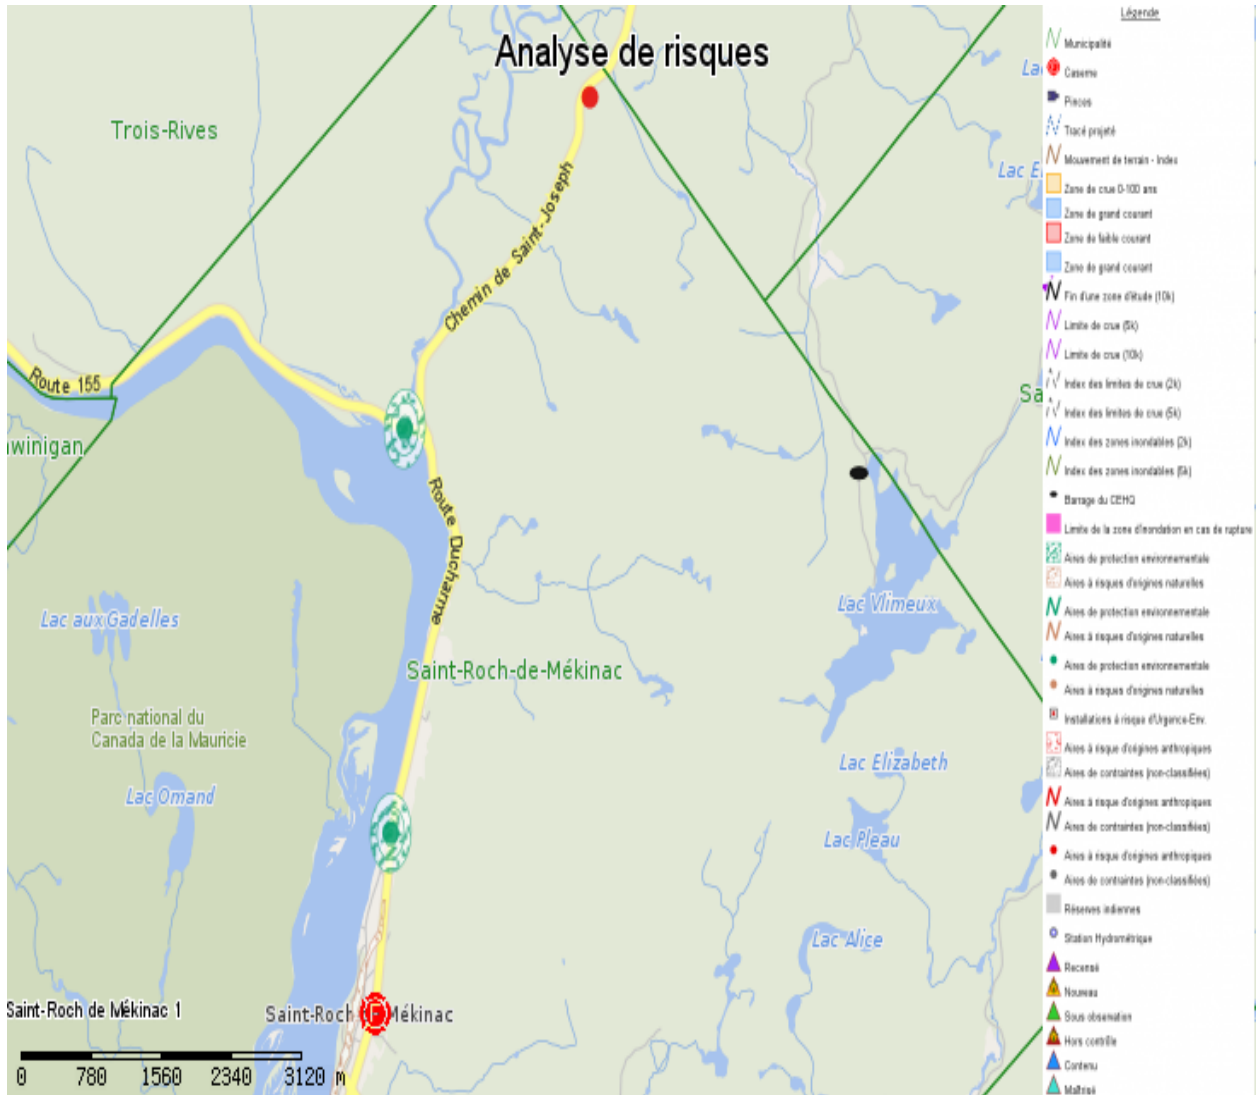 Analyse de risques
Trois-Rives
Lac E
Chemin de Saint-Joseph
Route 155
Route Ducharme
Lac Vlimeux
Lac aux Gadelles
Saint-Roch-de-Mékinac
Parc national du
Canada de la Mauricie
Lac Elizabeth
Lac Omand
Lac Pleau
Lac Alice
Saint-Roch de Mékinac 1
Saint-Roch Mékinac
0 780 1560 2340 3120 m
Légende
Municipalité
Caserne
Pinces
Tracé projeté
Mouvement de terrain - Index
Zone de crue 0-100 ans
Zone de grand courant
Zone de faible courant
Zone de grand courant
Fin d'une zone d'étude (10k)
Limite de crue (5k)
Limite de crue (10k)
Index des limites de crue (2k)
Index des limites de crue (5k)
Index des zones inondables (2k)
Index des zones inondables (5k)
Barrage du CEHQ
Limite de la zone d'inondation en cas de rupture
Aires de protection environnementale
Aires à risques d'origines naturelles
Aires de protection environnementale
Aires à risques d'origines naturelles
Aires de protection environnementale
Aires à risques d'origines naturelles
Installations à risque d'Urgence-Env.
Aires à risque d'origines anthropiques
Aires de contraintes (non-classifiées)
Aires à risque d'origines anthropiques
Aires de contraintes (non-classifiées)
Aires à risque d'origines anthropiques
Aires de contraintes (non-classifiées)
Réserves indiennes
Station Hydrométrique
Recensé
Nouveau
Sous observation
Hors contrôle
Contenu
Maîtrisé